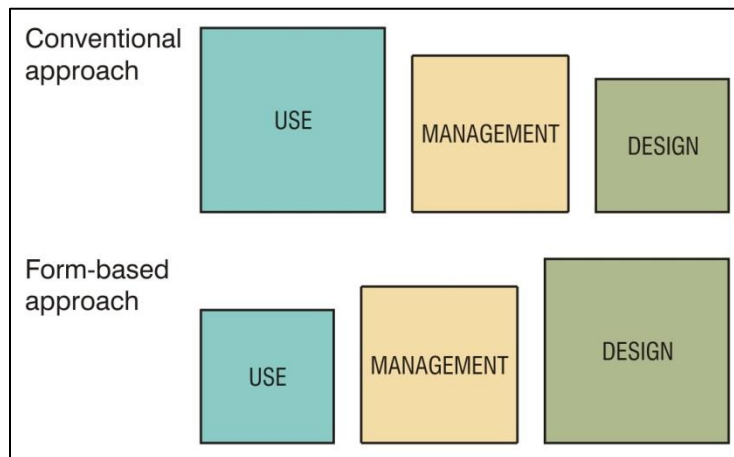 Conventional
approach
USE
MANAGEMENT
DESIGN
Form-based
approach
USE
MANAGEMENT
DESIGN